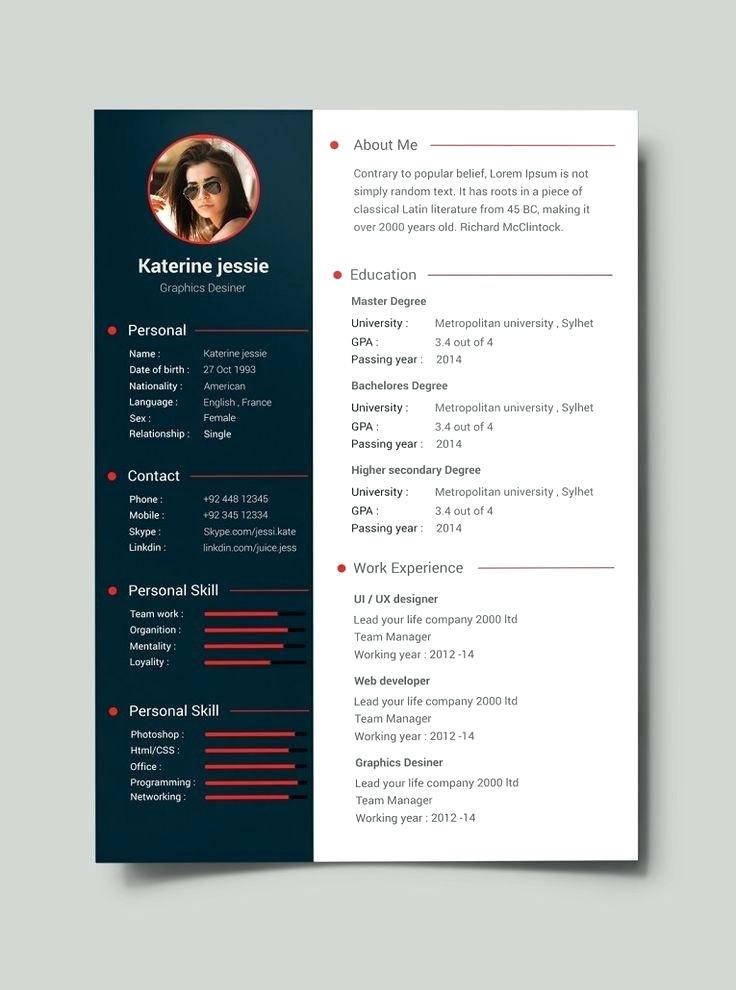 Katerine jessie
Graphics Desiner
Personal
Name : Katerine jessie
Date of birth : 27 Oct 1993
Nationality : American
Language : English , France
Sex : Female
Relationship : Single
Contact
Phone : +92 448 12345
Mobile : +92 345 12334
Skype : Skype.com/jessi.kate
Linkdin : linkdin.com/juice.jess
Personal Skill
Team work :
Organition :
Mentality :
Loyality :
Personal Skill
Photoshop :
Html/CSS :
Office :
Programming :
Networking :
About Me
Contrary to popular belief, Lorem Ipsum is not
simply random text. It has roots in a piece of
classical Latin literature from 45 BC, making it
over 2000 years old. Richard McClintock.
Education
Master Degree
University : Metropolitan university , Sylhet
GPA : 3.4 out of 4
Passing year : 2014
Bachelores Degree
University : Metropolitan university , Sylhet
GPA : 3.4 out of 4
Passing year : 2014
Higher secondary Degree
University : Metropolitan university , Sylhet
GPA : 3.4 out of 4
Passing year : 2014
Work Experience
UI / UX designer
Lead your life company 2000 ltd
Team Manager
Working year : 2012 -14
Web developer
Lead your life company 2000 ltd
Team Manager
Working year : 2012 -14
Graphics Desiner
Lead your life company 2000 ltd
Team Manager
Working year : 2012 -14